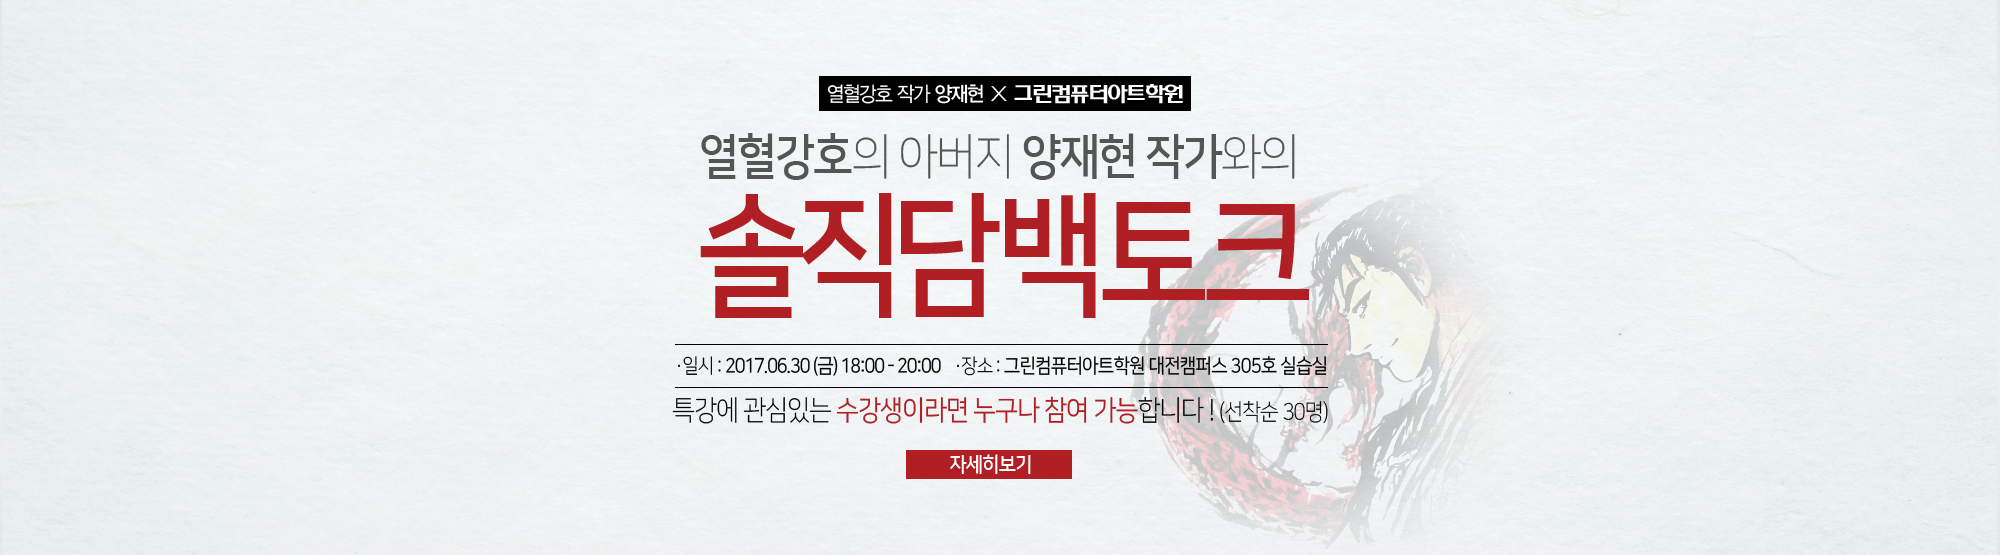 열혈강호 작가 양재현 × 그린컴퓨터아트학원
열혈강호의 아버지 양재현 작가와의
솔직담백토크
·일시 : 2017.06.30 (금) 18:00 - 20:00 ·장소 : 그린컴퓨터아트학원 대전캠퍼스 305호 실습실
특강에 관심있는 수강생이라면 누구나 참여 가능합니다 ! (선착순 30명)
자세히보기